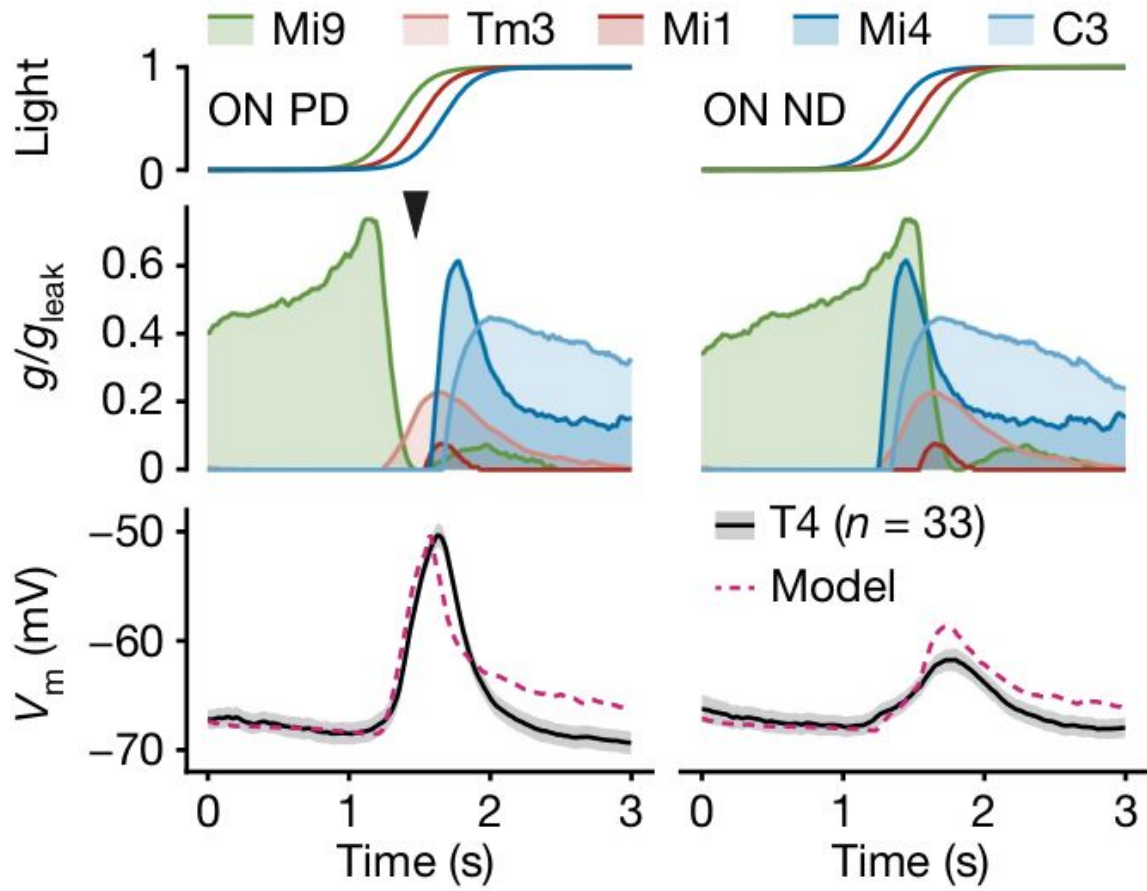 Mi9 Tm3 Mi1 Mi4 C3
Light
1
0
ON PD
ON ND
g/gleak
0.6
0.4
0.2
0
Vm (mV)
−50
−60
−70
T4 (n = 33)
Model
0 1 2 3
0 1 2 3
Time (s)
Time (s)